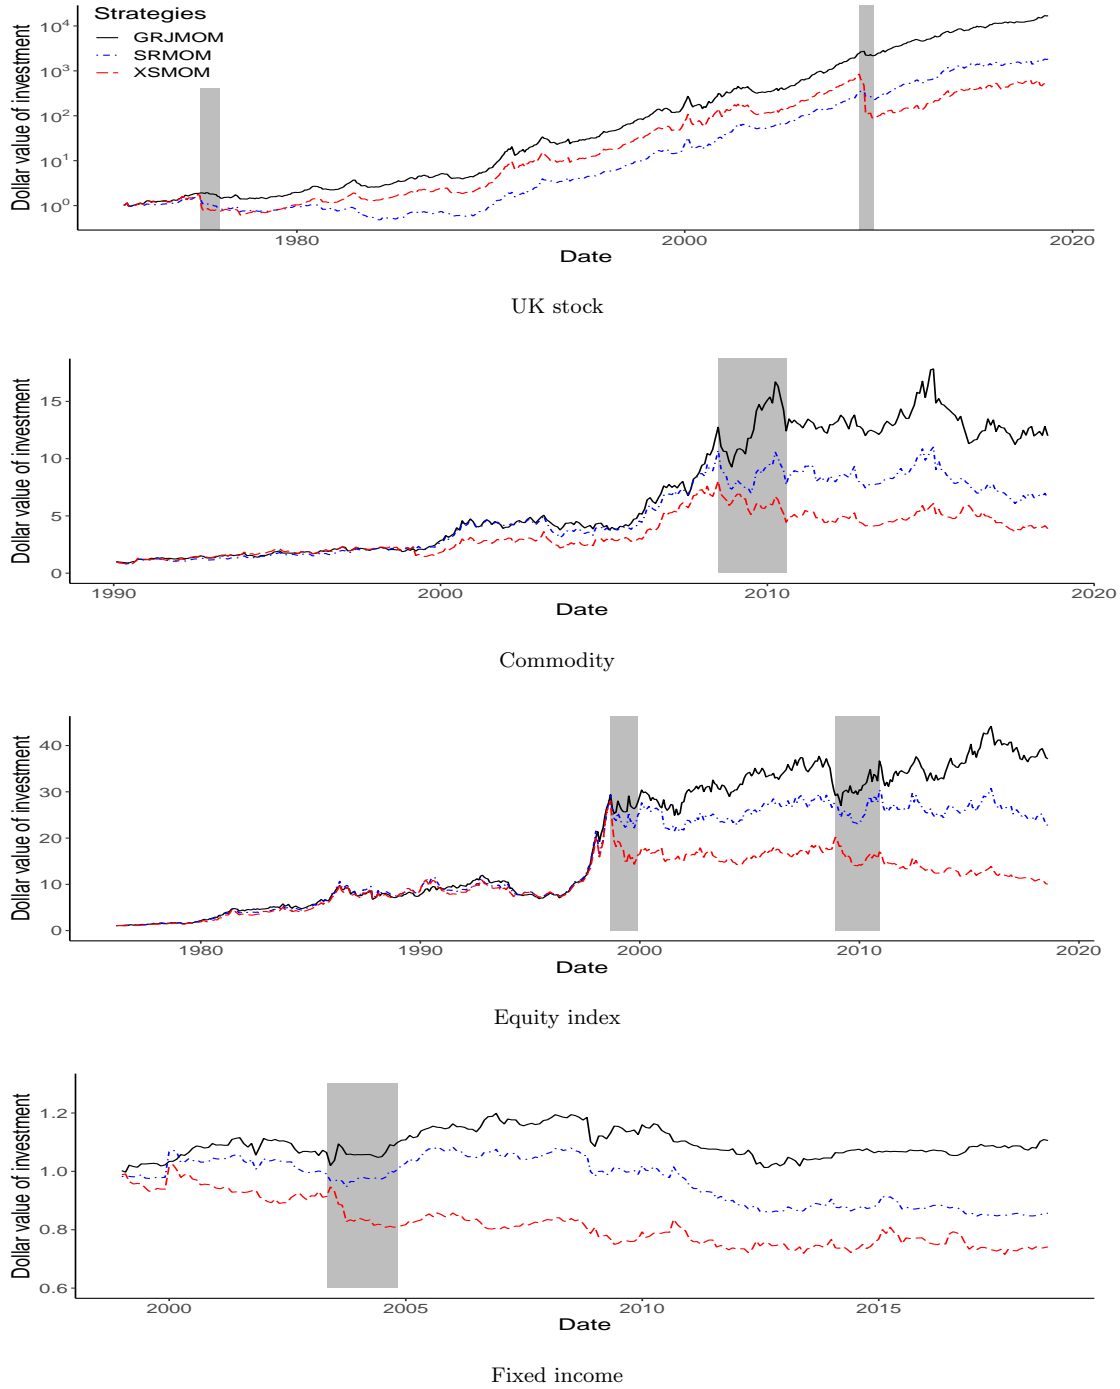 Strategies
GRJMOM
SRMOM
XSMOM
Dollar value of investment
10⁴
10³
10²
10¹
10⁰
1980
2000
2020
Date
UK stock
Dollar value of investment
15
10
5
0
1990
2000
2010
2020
Date
Commodity
Dollar value of investment
40
30
20
10
0
1980
1990
2000
2010
2020
Date
Equity index
Dollar value of investment
1.2
1.0
0.8
0.6
2000
2005
2010
2015
Date
Fixed income